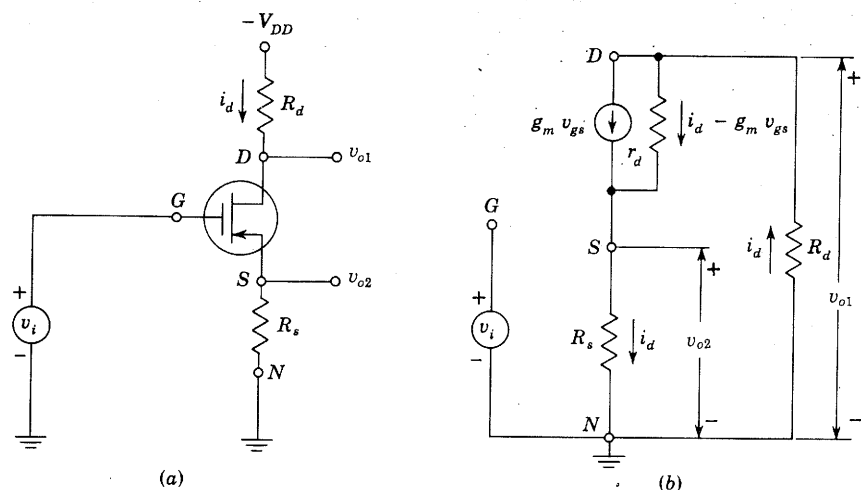 −V_DD
i_d
R_d
D
v_o1
G
S
v_o2
+
v_i
−
R_s
N
(a)
D
+
g_m v_gs
i_d − g_m v_gs
r_d
G
S
i_d
R_d
+
+
v_o1
v_i
−
R_s
i_d
v_o2
N
−
−
(b)